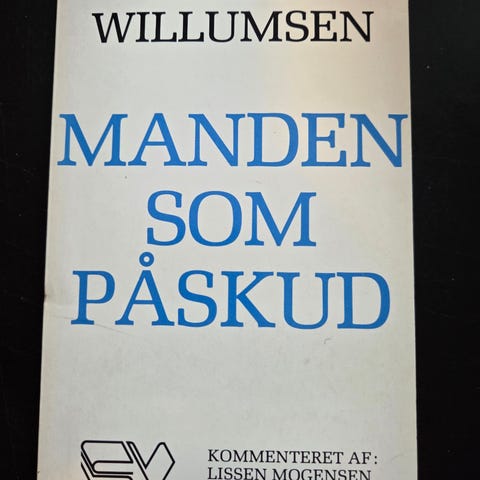 WILLUMSEN
MANDEN
SOM
PÅSKUD
KOMMENTERET AF:
LISSEN MOGENSEN